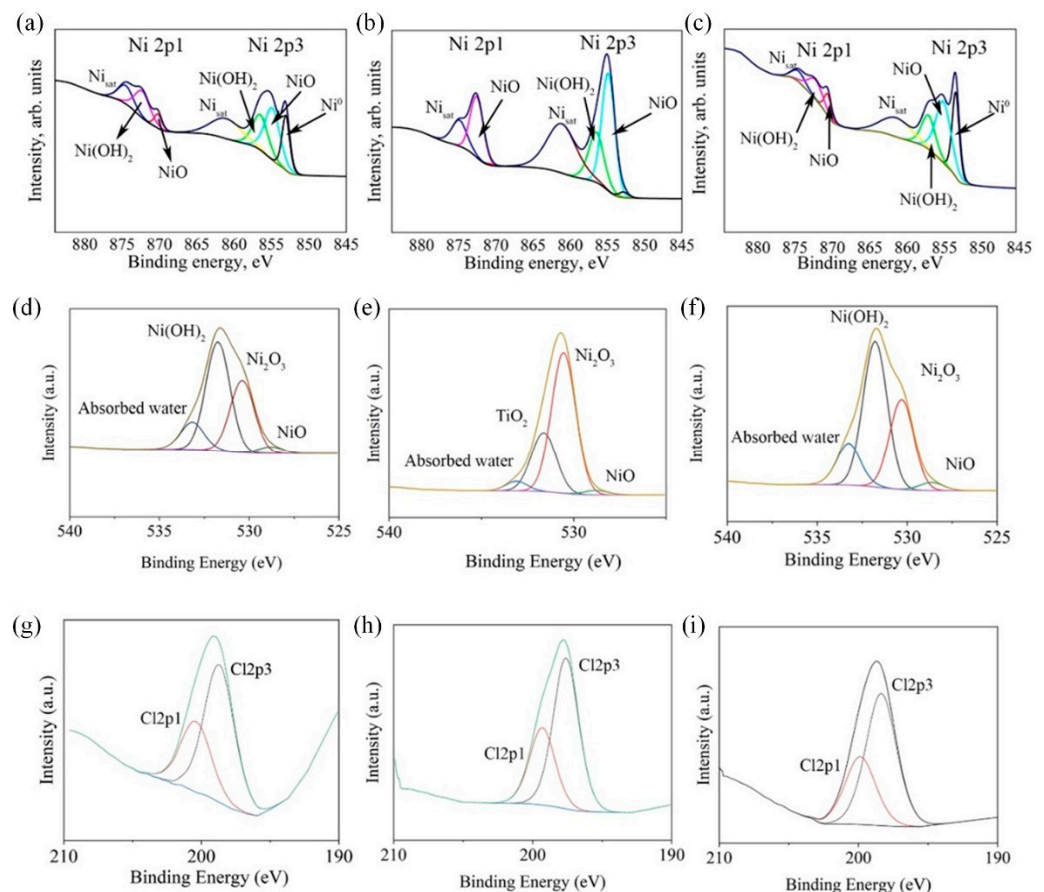 (a)
Ni 2p1
Ni 2p3
Ni_sat
Ni(OH)₂
NiO
Ni_sat
Ni⁰
Ni(OH)₂
NiO
Intensity, arb. units
880 875 870 865 860 855 850 845
Binding energy, eV
(b)
Ni 2p1
Ni 2p3
Ni(OH)₂
NiO
NiO
Ni_sat
Ni_sat
Intensity, arb. units
880 875 870 865 860 855 850 845
Binding energy, eV
(c)
Ni 2p1
Ni 2p3
Ni_sat
NiO
Ni_sat
Ni⁰
Ni(OH)₂
NiO
Ni(OH)₂
Intensity, arb. units
880 875 870 865 860 855 850 845
Binding energy, eV
(d)
Ni(OH)₂
Ni₂O₃
Absorbed water
NiO
Intensity (a.u.)
540 535 530 525
Binding Energy (eV)
(e)
Ni₂O₃
TiO₂
Absorbed water
NiO
Intensity (a.u.)
540 530
Binding Energy (eV)
(f)
Ni(OH)₂
Ni₂O₃
Absorbed water
NiO
Intensity (a.u.)
540 535 530 525
Binding Energy (eV)
(g)
Cl2p3
Cl2p1
Intensity (a.u.)
210 200 190
Binding Energy (eV)
(h)
Cl2p3
Cl2p1
Intensity (a.u.)
210 200 190
Binding Energy (eV)
(i)
Cl2p3
Cl2p1
Intensity (a.u.)
210 200 190
Binding Energy (eV)